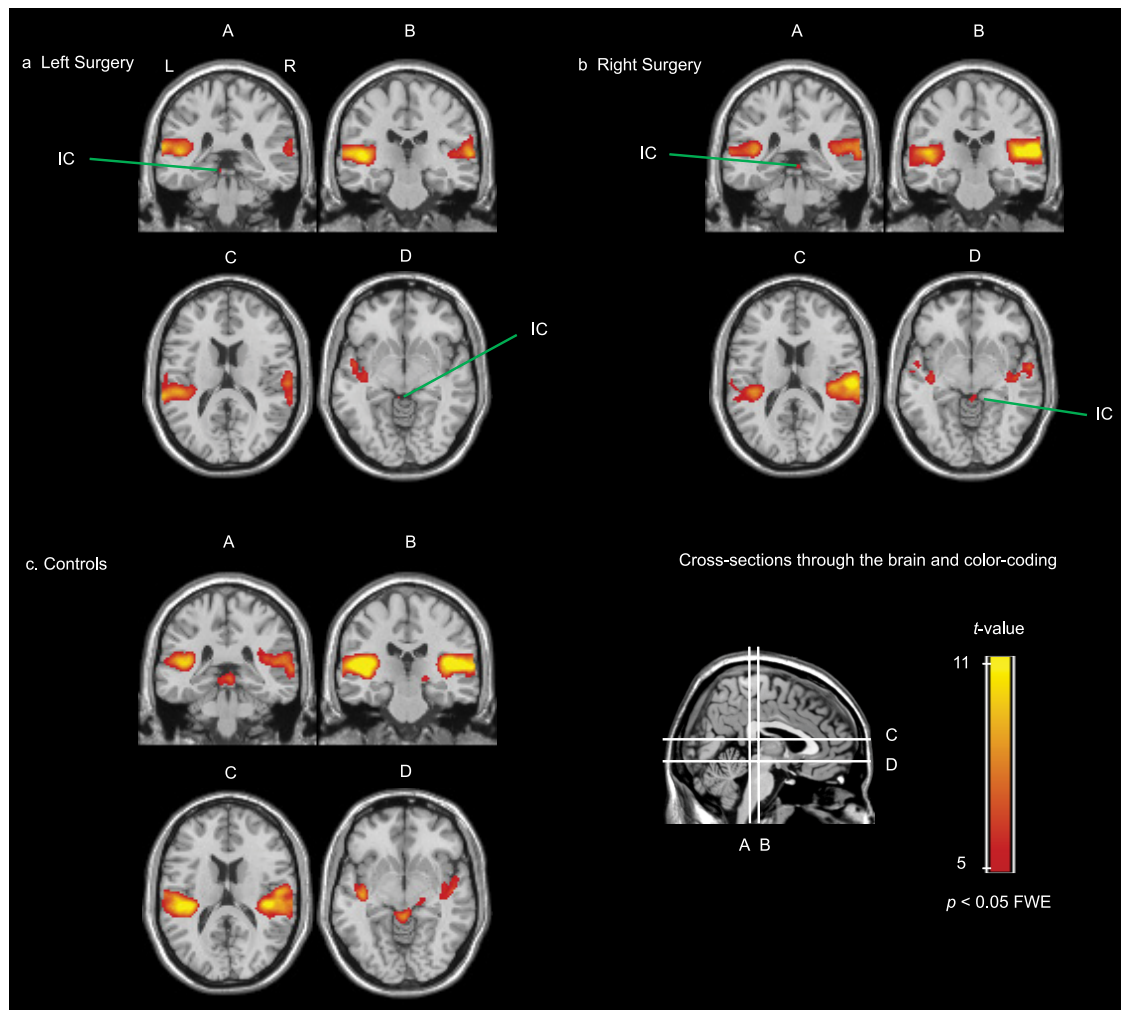 A
B
a Left Surgery
L
R
IC
C
D
IC
A
B
b Right Surgery
IC
C
D
IC
A
B
c. Controls
C
D
Cross-sections through the brain and color-coding
t-value
11
C
D
A B
5
p < 0.05 FWE